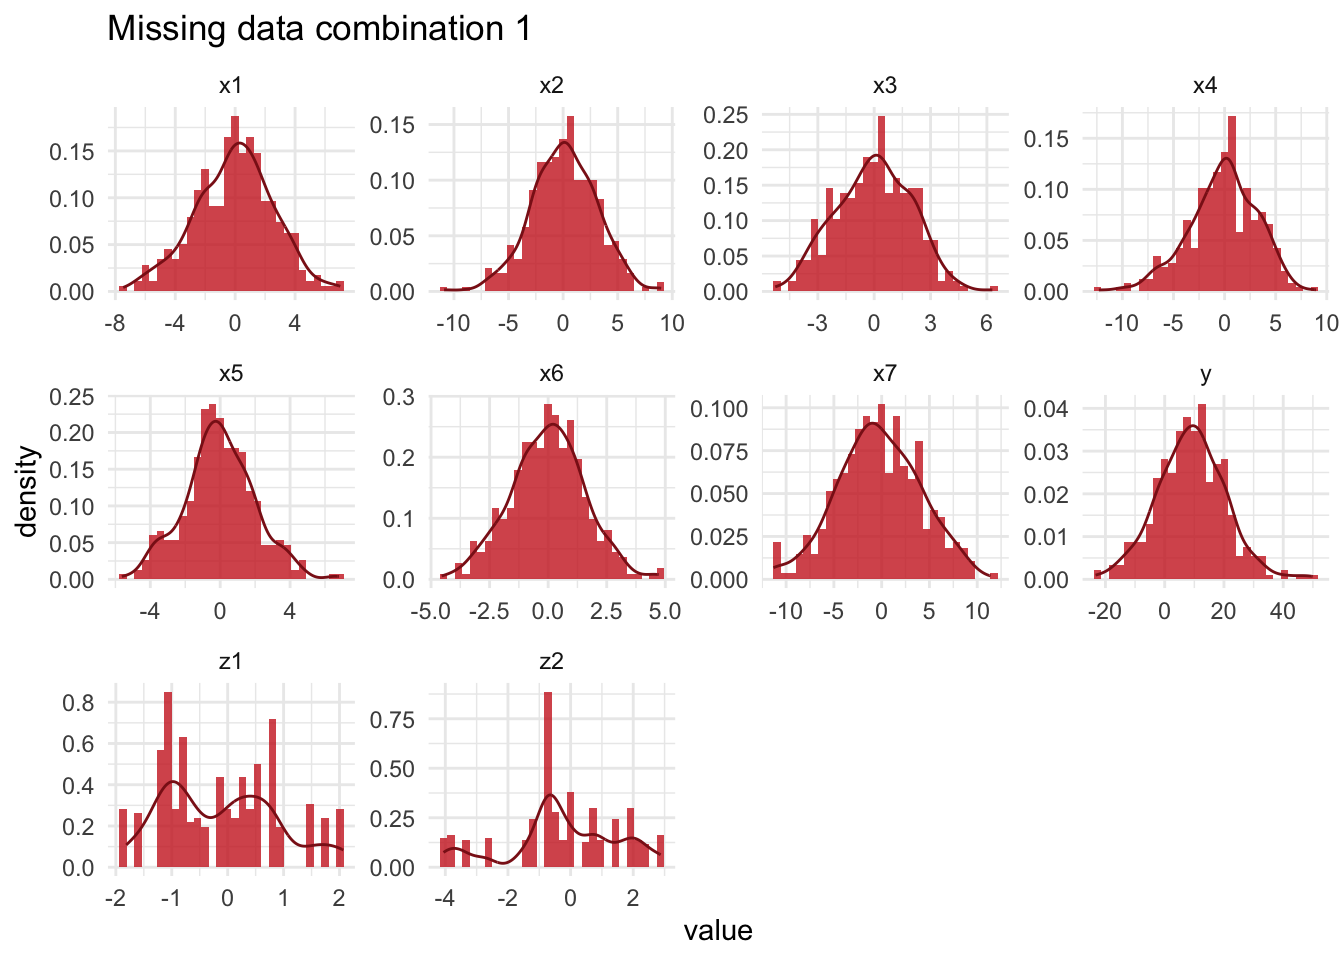 Missing data combination 1
x1 x2 x3 x4
0.15 0.10 0.05 0.00
-8 -4 0 4
0.15 0.10 0.05 0.00
-10 -5 0 5 10
0.25 0.20 0.15 0.10 0.05 0.00
-3 0 3 6
0.15 0.10 0.05 0.00
-10 -5 0 5 10
x5 x6 x7 y
0.25 0.20 0.15 0.10 0.05 0.00
-4 0 4
0.3 0.2 0.1 0.0
-5.0 -2.5 0.0 2.5 5.0
0.100 0.075 0.050 0.025 0.000
-10 -5 0 5 10
0.04 0.03 0.02 0.01 0.00
-20 0 20 40
density
z1 z2
0.8 0.6 0.4 0.2 0.0
-2 -1 0 1 2
0.75 0.50 0.25 0.00
-4 -2 0 2
value